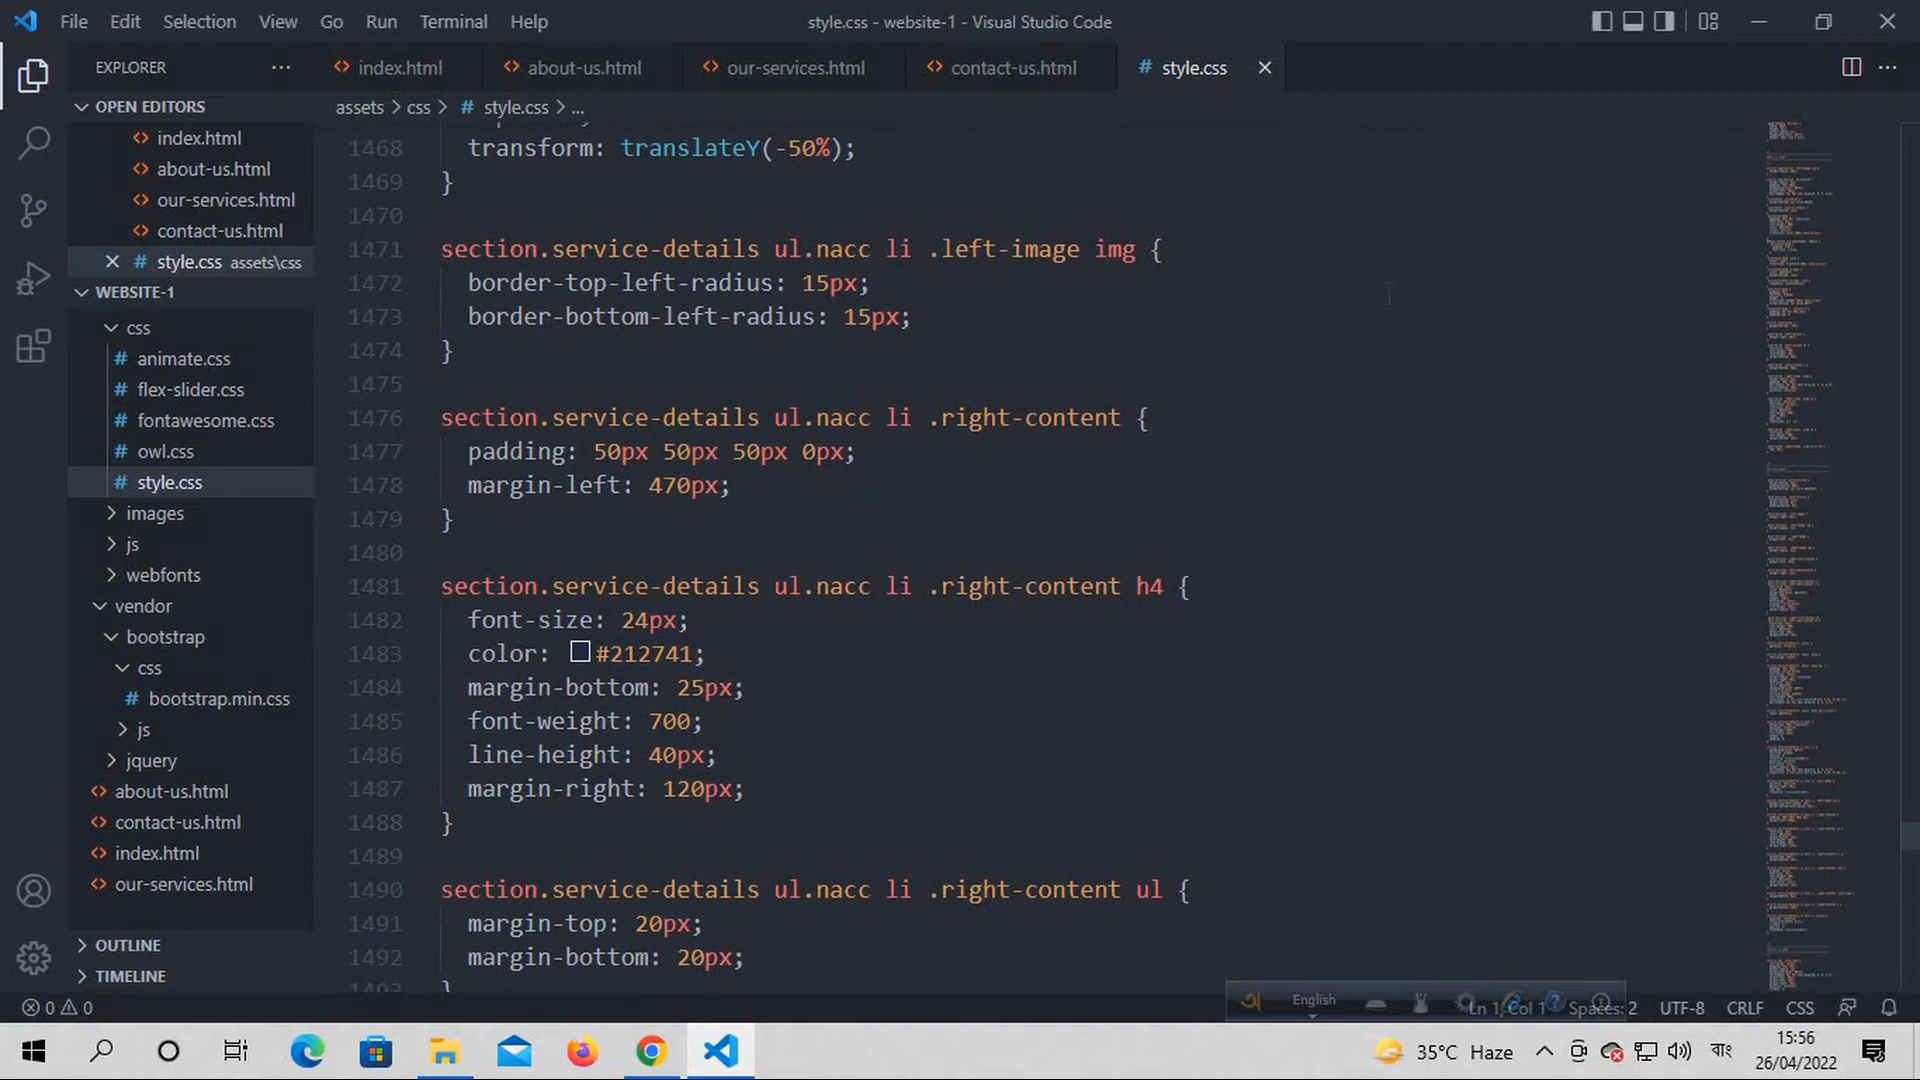 File Edit Selection View Go Run Terminal Help
style.css - website-1 - Visual Studio Code
EXPLORER
index.html
about-us.html
our-services.html
contact-us.html
# style.css
OPEN EDITORS
index.html
about-us.html
our-services.html
contact-us.html
# style.css assets\css
WEBSITE-1
css
# animate.css
# flex-slider.css
# fontawesome.css
# owl.css
# style.css
images
js
webfonts
vendor
bootstrap
css
# bootstrap.min.css
js
jquery
about-us.html
contact-us.html
index.html
our-services.html
OUTLINE
TIMELINE
assets > css > # style.css > ...
1468 transform: translateY(-50%);
1469 }
1470
1471 section.service-details ul.nacc li .left-image img {
1472 border-top-left-radius: 15px;
1473 border-bottom-left-radius: 15px;
1474 }
1475
1476 section.service-details ul.nacc li .right-content {
1477 padding: 50px 50px 50px 0px;
1478 margin-left: 470px;
1479 }
1480
1481 section.service-details ul.nacc li .right-content h4 {
1482 font-size: 24px;
1483 color: #212741;
1484 margin-bottom: 25px;
1485 font-weight: 700;
1486 line-height: 40px;
1487 margin-right: 120px;
1488 }
1489
1490 section.service-details ul.nacc li .right-content ul {
1491 margin-top: 20px;
1492 margin-bottom: 20px;
1493 }
0 0
English
Ln 1, Col 1 Spaces: 2 UTF-8 CRLF CSS
35°C Haze
বাং
15:56
26/04/2022